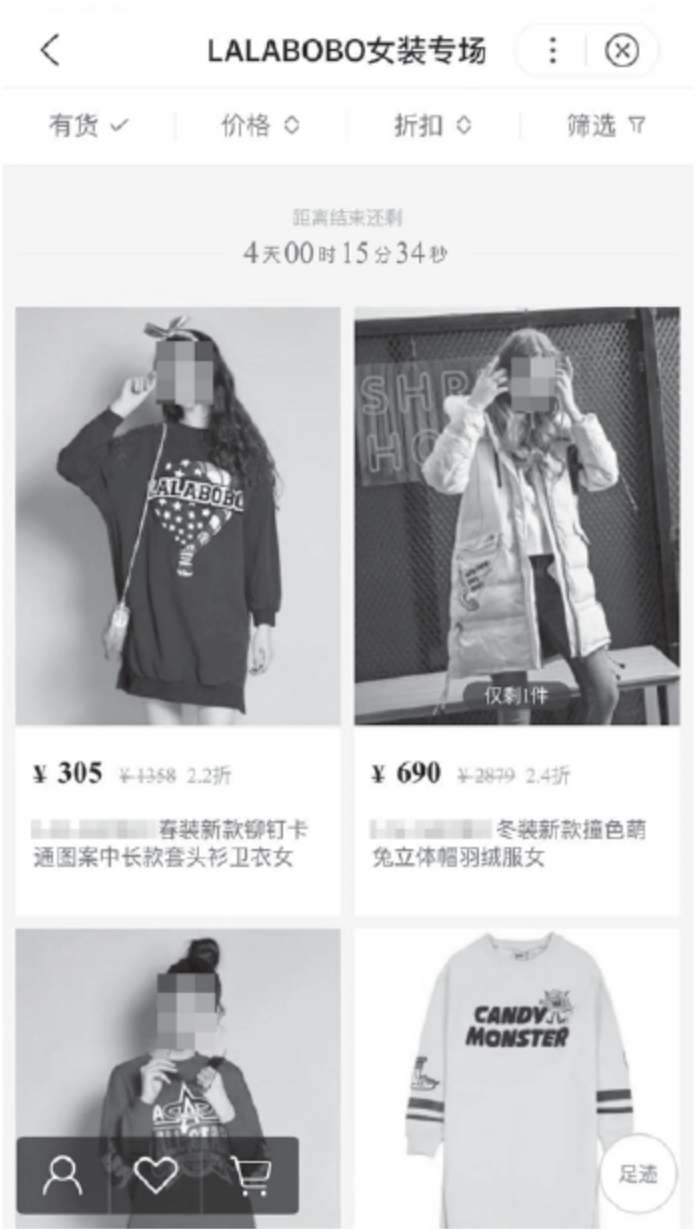 LALABOBO女装专场
有货
价格
折扣
筛选
距离结束还剩
4天00时15分34秒
SHP
HO
LALABOBO
仅剩1件
¥ 305 ¥1358 2.2折
¥ 690 ¥2879 2.4折
春装新款铆钉卡
通图案中长款套头衫卫衣女
冬装新款撞色萌
兔立体帽羽绒服女
CANDY
MONSTER
足迹